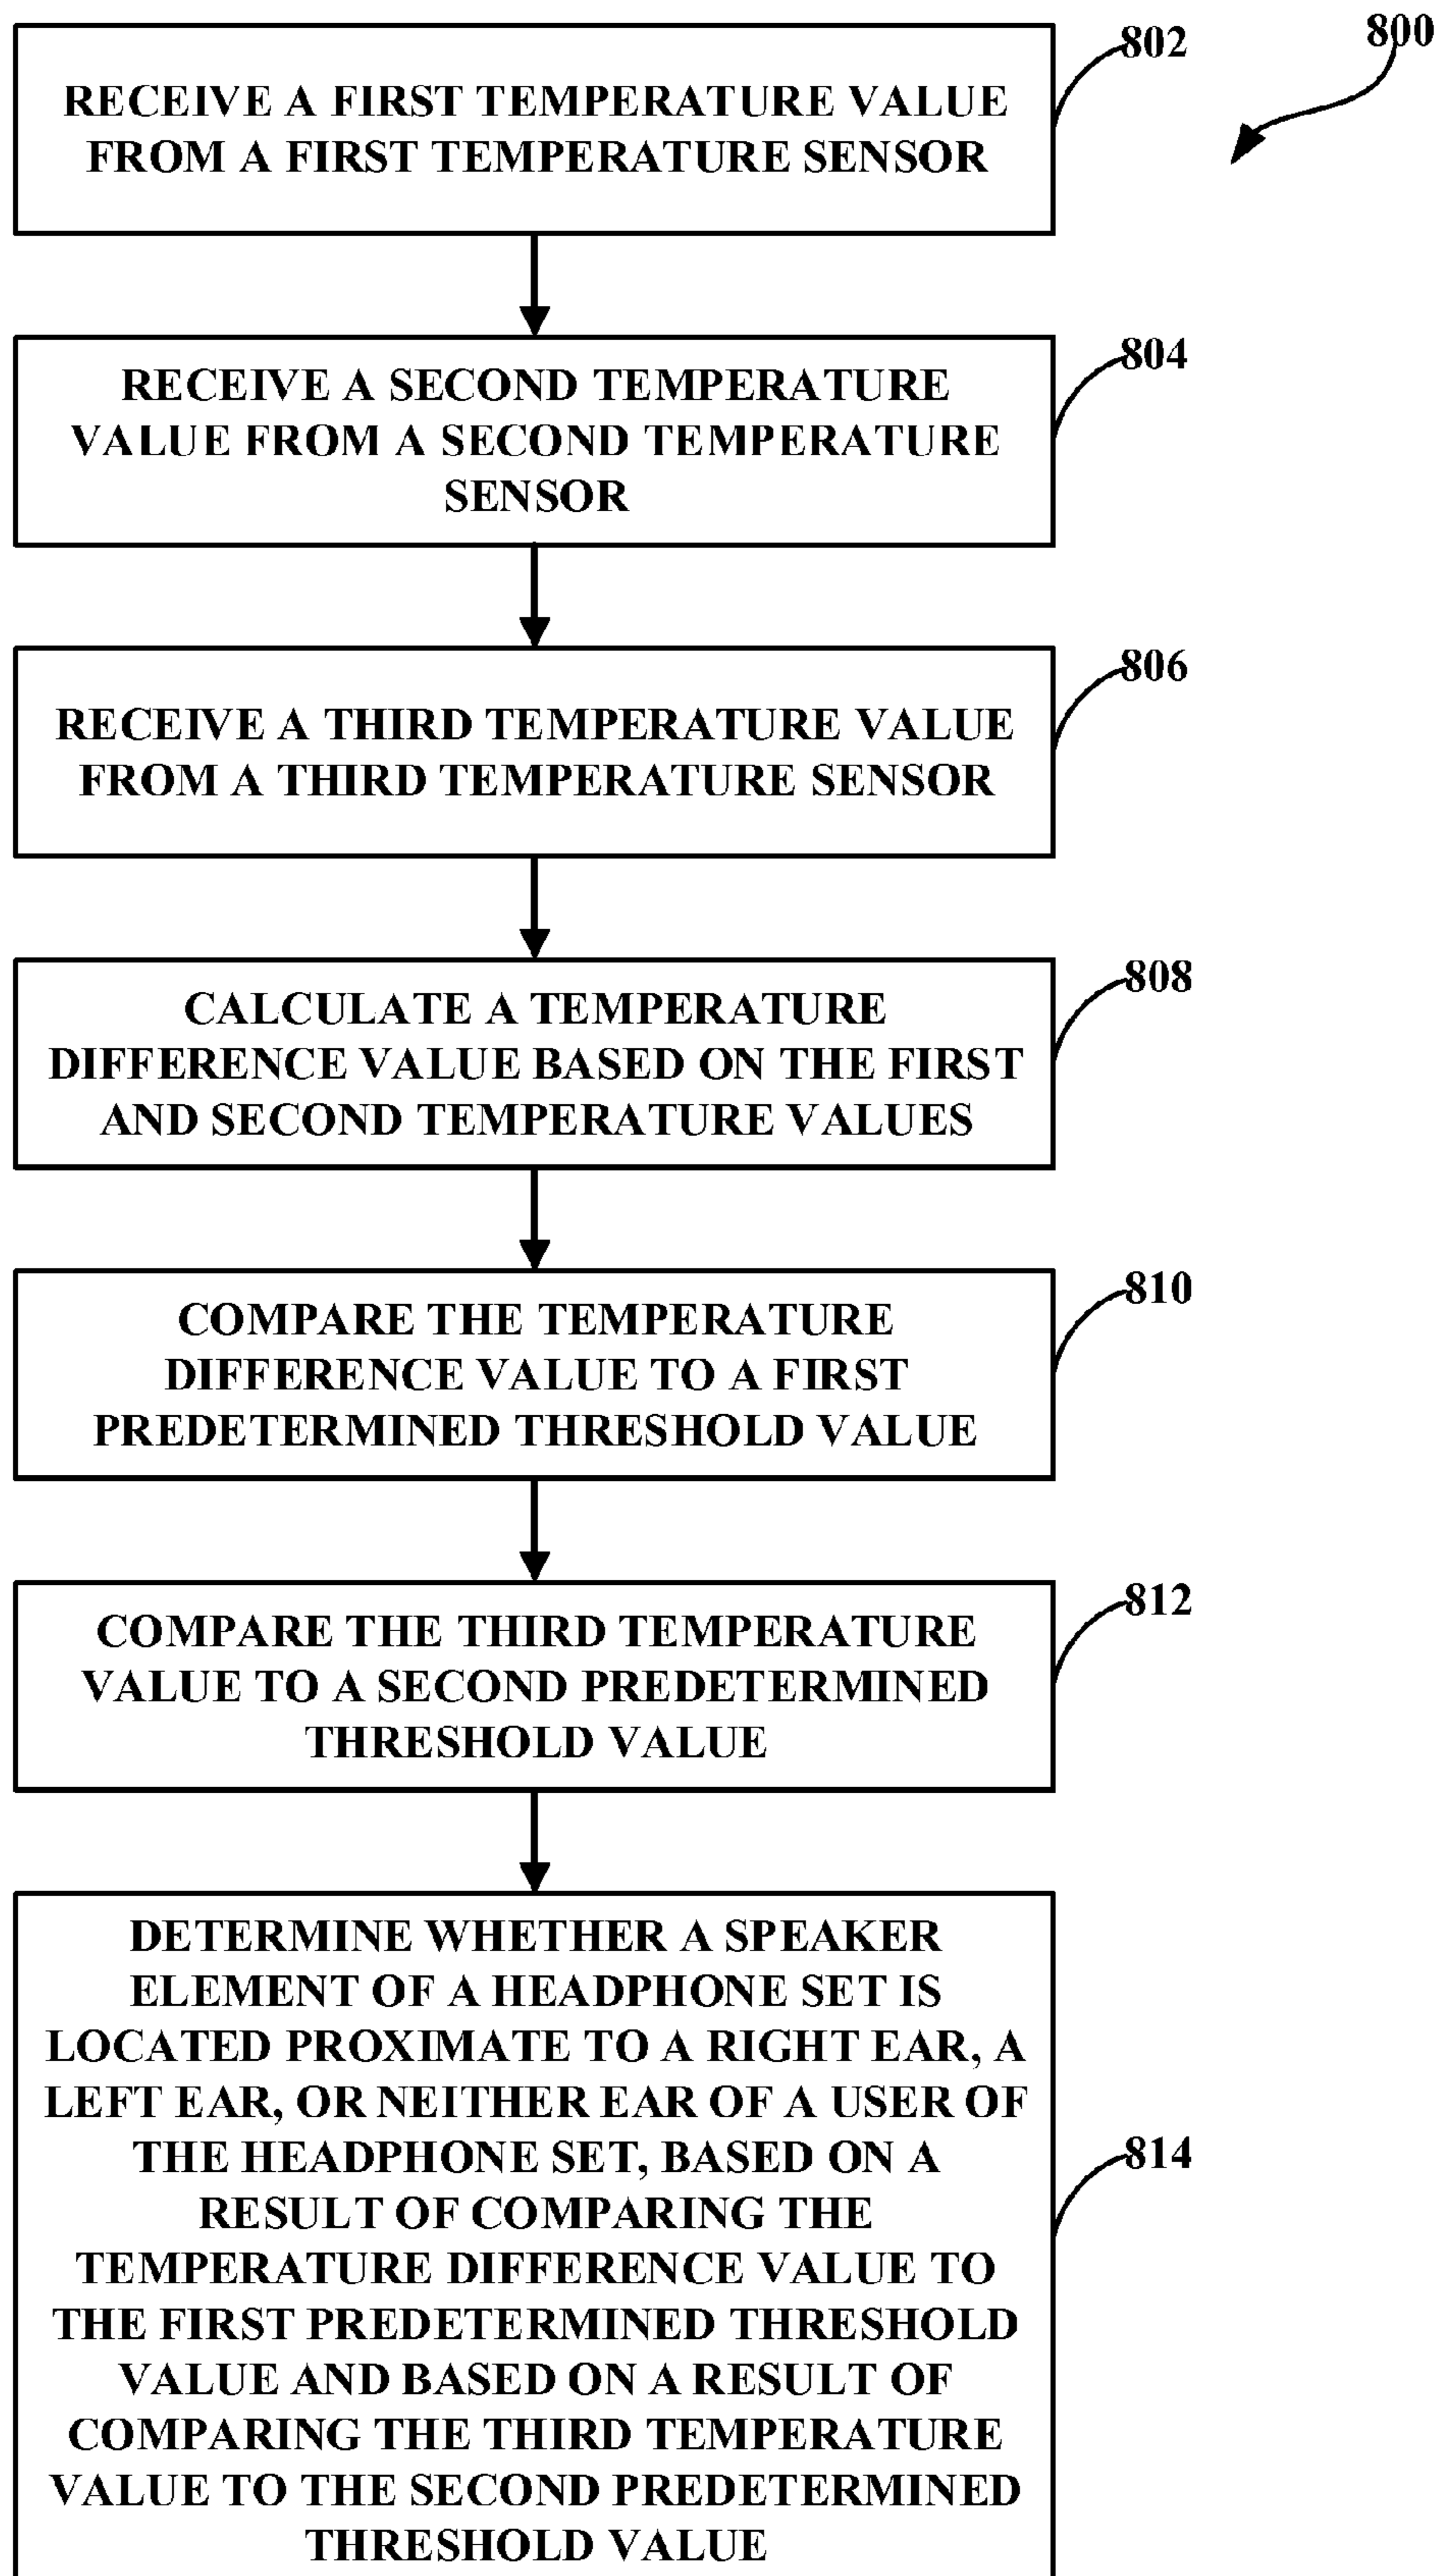 800
802
RECEIVE A FIRST TEMPERATURE VALUE
FROM A FIRST TEMPERATURE SENSOR
804
RECEIVE A SECOND TEMPERATURE
VALUE FROM A SECOND TEMPERATURE
SENSOR
806
RECEIVE A THIRD TEMPERATURE VALUE
FROM A THIRD TEMPERATURE SENSOR
808
CALCULATE A TEMPERATURE
DIFFERENCE VALUE BASED ON THE FIRST
AND SECOND TEMPERATURE VALUES
810
COMPARE THE TEMPERATURE
DIFFERENCE VALUE TO A FIRST
PREDETERMINED THRESHOLD VALUE
812
COMPARE THE THIRD TEMPERATURE
VALUE TO A SECOND PREDETERMINED
THRESHOLD VALUE
814
DETERMINE WHETHER A SPEAKER
ELEMENT OF A HEADPHONE SET IS
LOCATED PROXIMATE TO A RIGHT EAR, A
LEFT EAR, OR NEITHER EAR OF A USER OF
THE HEADPHONE SET, BASED ON A
RESULT OF COMPARING THE
TEMPERATURE DIFFERENCE VALUE TO
THE FIRST PREDETERMINED THRESHOLD
VALUE AND BASED ON A RESULT OF
COMPARING THE THIRD TEMPERATURE
VALUE TO THE SECOND PREDETERMINED
THRESHOLD VALUE